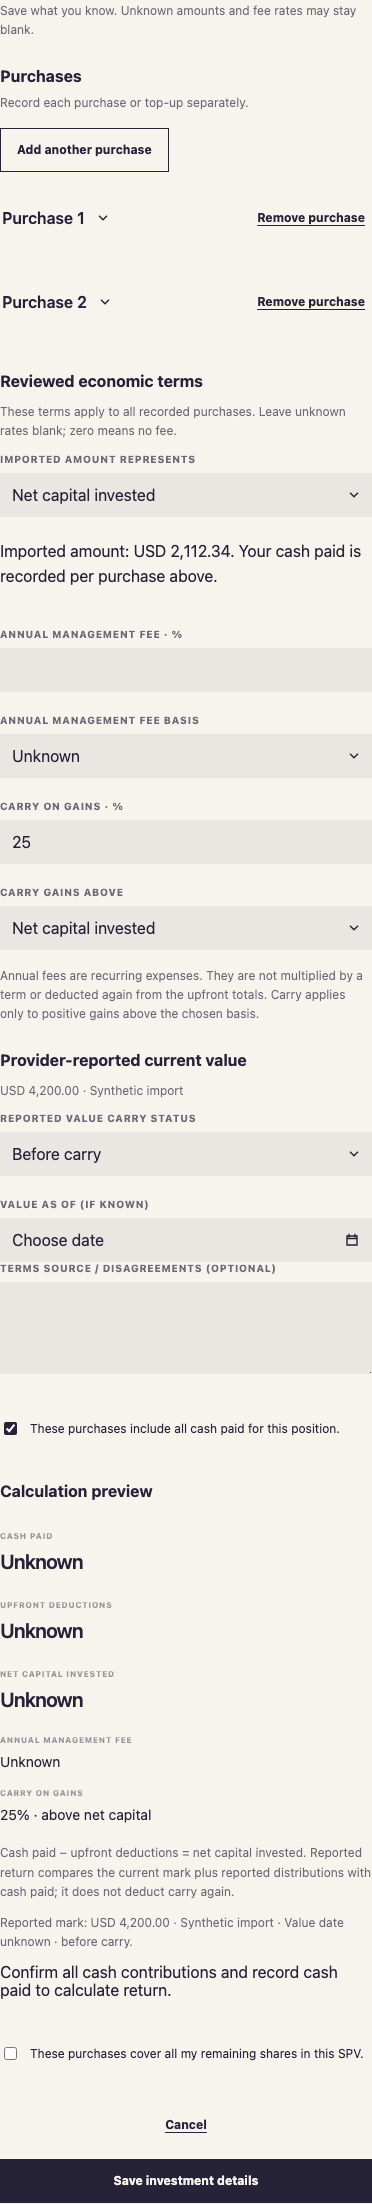 Save what you know. Unknown amounts and fee rates may stay
blank.
Purchases
Record each purchase or top-up separately.
Add another purchase
Purchase 1
Remove purchase
Purchase 2
Remove purchase
Reviewed economic terms
These terms apply to all recorded purchases. Leave unknown
rates blank; zero means no fee.
IMPORTED AMOUNT REPRESENTS
Net capital invested
Imported amount: USD 2,112.34. Your cash paid is
recorded per purchase above.
ANNUAL MANAGEMENT FEE · %
ANNUAL MANAGEMENT FEE BASIS
Unknown
CARRY ON GAINS · %
25
CARRY GAINS ABOVE
Net capital invested
Annual fees are recurring expenses. They are not multiplied by a
term or deducted again from the upfront totals. Carry applies
only to positive gains above the chosen basis.
Provider-reported current value
USD 4,200.00 · Synthetic import
REPORTED VALUE CARRY STATUS
Before carry
VALUE AS OF (IF KNOWN)
Choose date
TERMS SOURCE / DISAGREEMENTS (OPTIONAL)
These purchases include all cash paid for this position.
Calculation preview
CASH PAID
Unknown
UPFRONT DEDUCTIONS
Unknown
NET CAPITAL INVESTED
Unknown
ANNUAL MANAGEMENT FEE
Unknown
CARRY ON GAINS
25% · above net capital
Cash paid − upfront deductions = net capital invested. Reported
return compares the current mark plus reported distributions with
cash paid; it does not deduct carry again.
Reported mark: USD 4,200.00 · Synthetic import · Value date
unknown · before carry.
Confirm all cash contributions and record cash
paid to calculate return.
These purchases cover all my remaining shares in this SPV.
Cancel
Save investment details